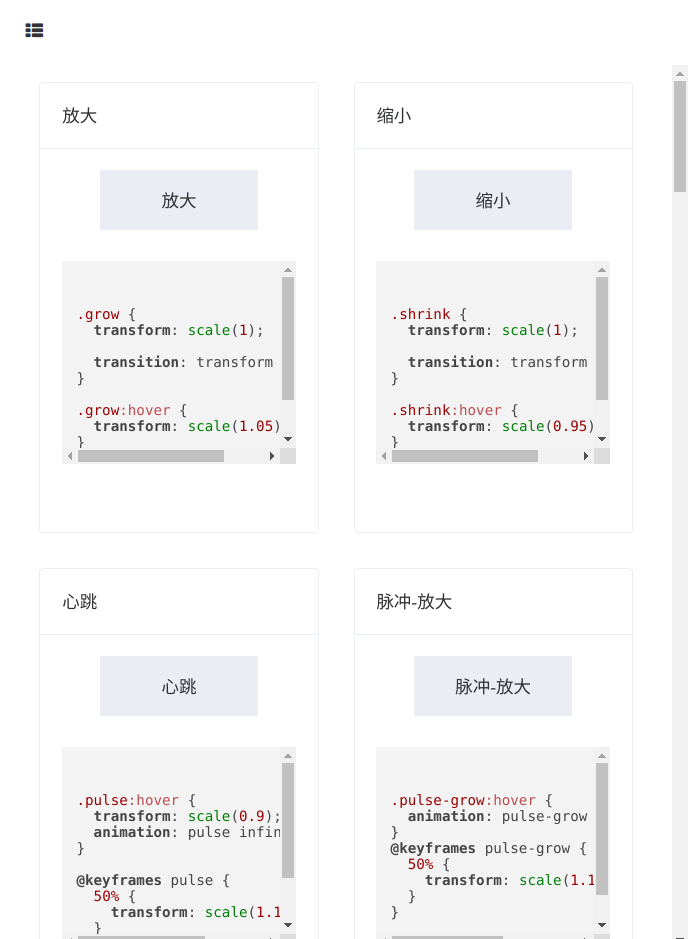 放大
放大
.grow {
  transform: scale(1);

  transition: transform
}

.grow:hover {
  transform: scale(1.05)
}
缩小
缩小
.shrink {
  transform: scale(1);

  transition: transform
}

.shrink:hover {
  transform: scale(0.95)
}
心跳
心跳
.pulse:hover {
  transform: scale(0.9);
  animation: pulse infin
}

@keyframes pulse {
  50% {
    transform: scale(1.1
  }
脉冲-放大
脉冲-放大
.pulse-grow:hover {
  animation: pulse-grow
}
@keyframes pulse-grow {
  50% {
    transform: scale(1.1
  }
}